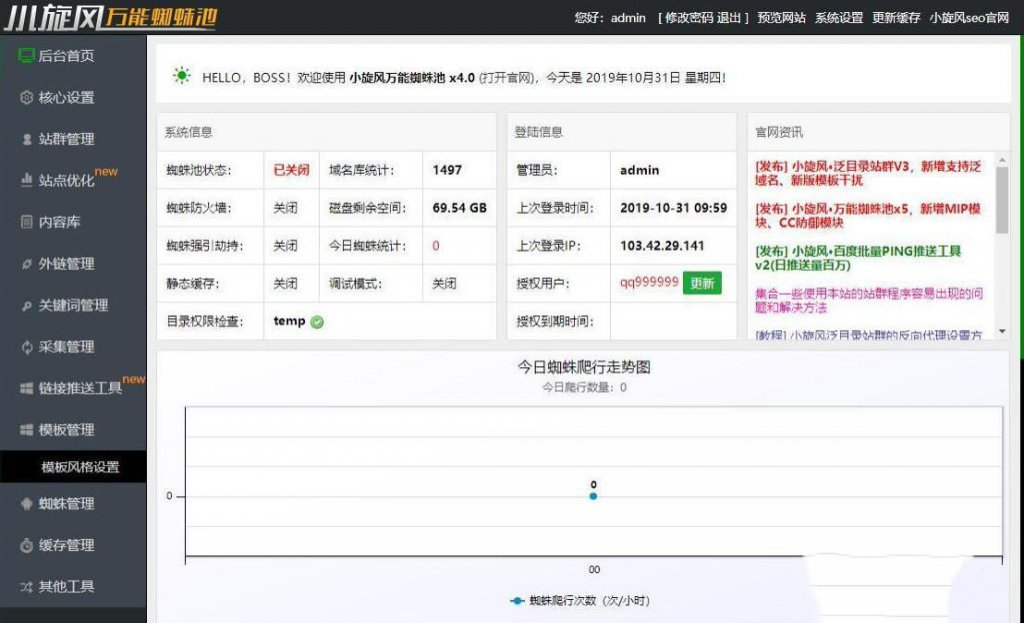 小旋风万能蜘蛛池
您好：admin [ 修改密码 退出 ] 预览网站 系统设置 更新缓存 小旋风seo官网
后台首页
核心设置
站群管理
站点优化 new
内容库
外链管理
关键词管理
采集管理
链接推送工具 new
模板管理
模板风格设置
蜘蛛管理
缓存管理
其他工具
HELLO, BOSS! 欢迎使用 小旋风万能蜘蛛池 x4.0 (打开官网)，今天是 2019年10月31日 星期四!
系统信息
蜘蛛池状态： 已关闭 域名库统计： 1497
蜘蛛防火墙： 关闭 磁盘剩余空间： 69.54 GB
蜘蛛强引劫持： 关闭 今日蜘蛛统计： 0
静态缓存： 关闭 调试模式： 关闭
目录权限检查： temp
登陆信息
管理员： admin
上次登录时间： 2019-10-31 09:59
上次登录IP： 103.42.29.141
授权用户： qq999999 更新
授权到期时间：
官网资讯
[发布] 小旋风•泛目录站群V3，新增支持泛
域名、新版模板干扰
[发布] 小旋风•万能蜘蛛池x5，新增MIP模
块、CC防御模块
[发布] 小旋风•百度批量PING推送工具
v2(日推送量百万)
集合一些使用本站的站群程序容易出现的问
题和解决方法
[教程] 小旋风泛目录站群的反向代理设置方
今日蜘蛛爬行走势图
今日爬行数量：0
0
0
00
蜘蛛爬行次数（次/小时）